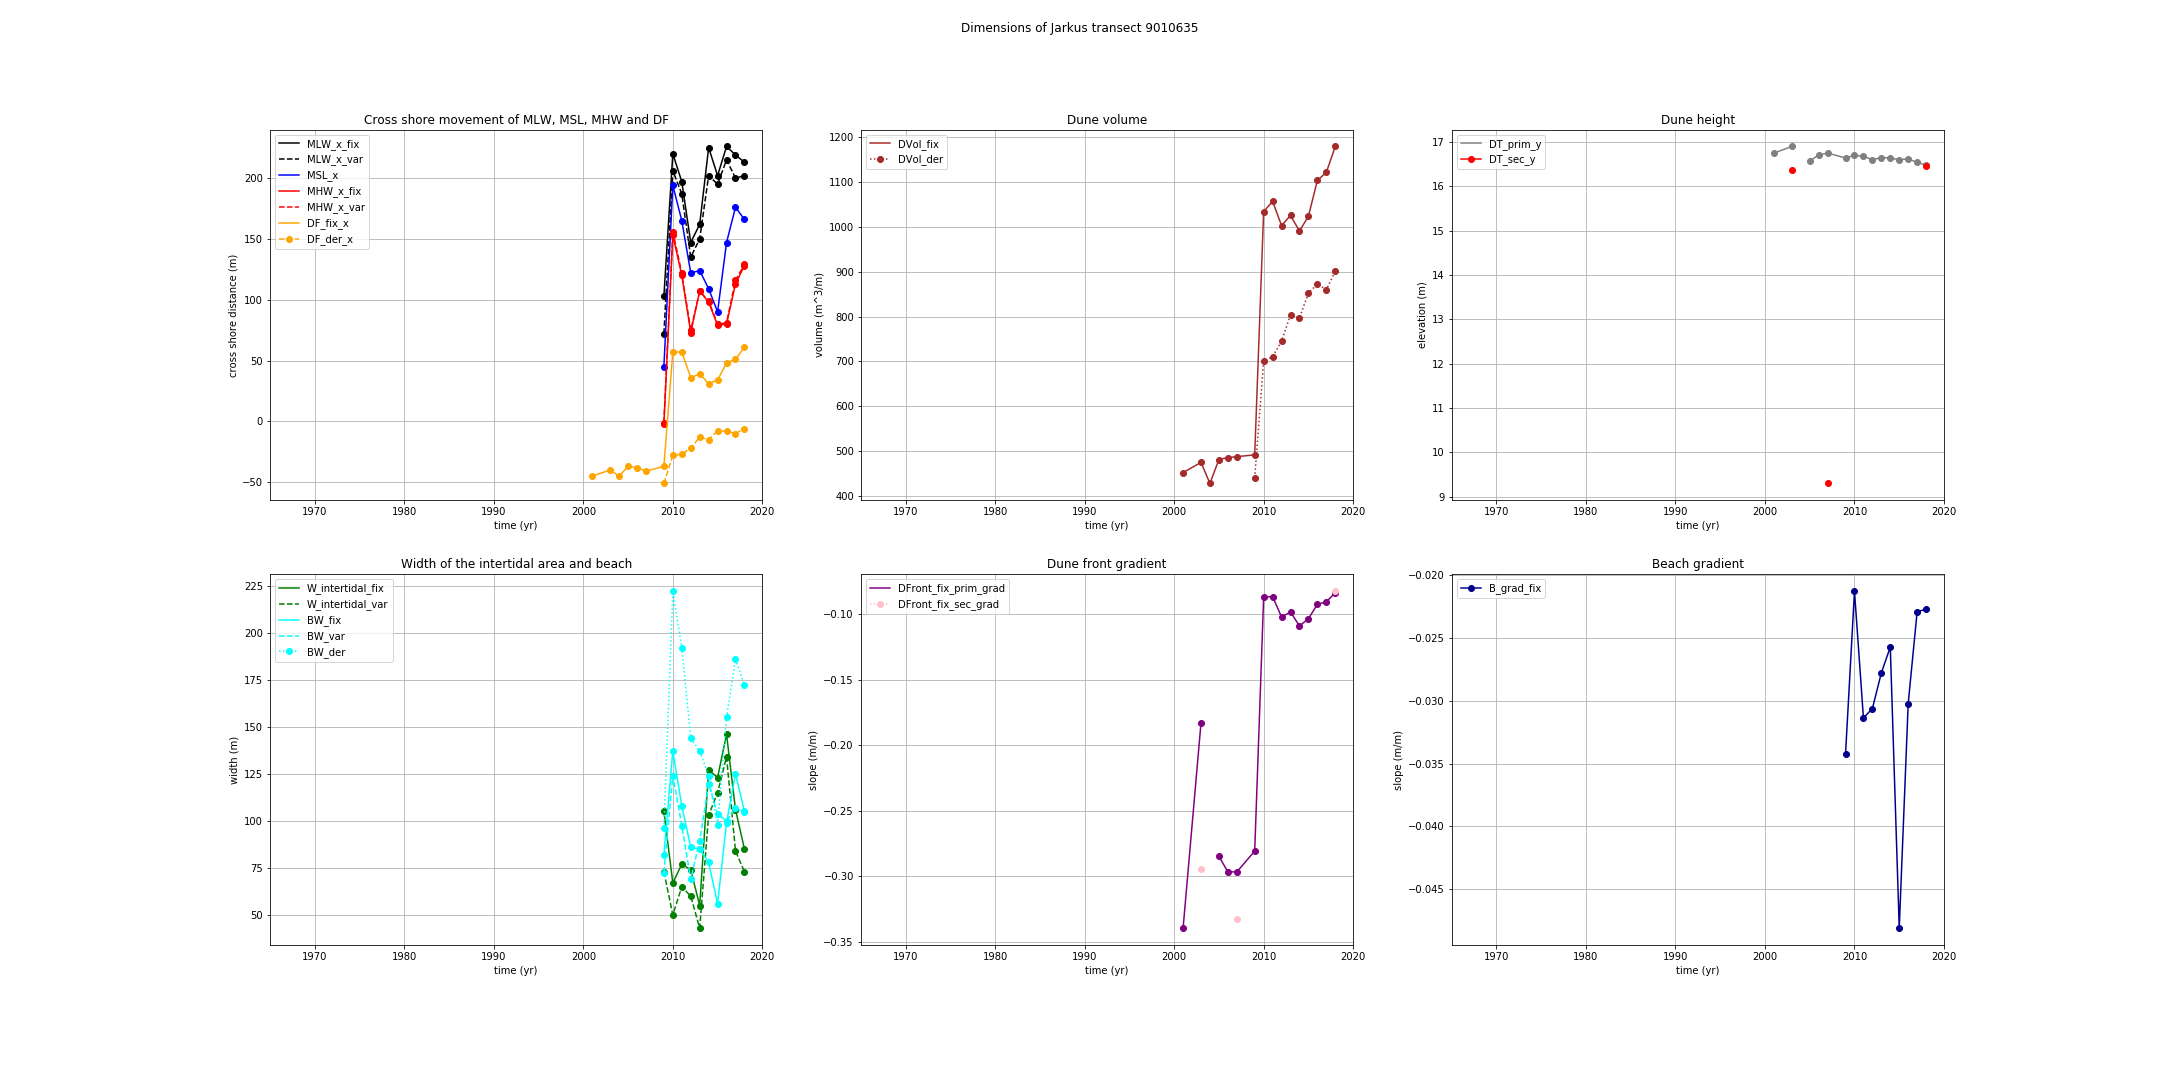 Dimensions of Jarkus transect 9010635
Cross shore movement of MLW, MSL, MHW and DF
cross shore distance (m)
200
150
100
50
0
−50
MLW_x_fix
MLW_x_var
MSL_x
MHW_x_fix
MHW_x_var
DF_fix_x
DF_der_x
1970 1980 1990 2000 2010 2020
time (yr)
Dune volume
volume (m^3/m)
1200
1100
1000
900
800
700
600
500
400
DVol_fix
DVol_der
1970 1980 1990 2000 2010 2020
time (yr)
Dune height
elevation (m)
17
16
15
14
13
12
11
10
9
DT_prim_y
DT_sec_y
1970 1980 1990 2000 2010 2020
time (yr)
Width of the intertidal area and beach
width (m)
225
200
175
150
125
100
75
50
W_intertidal_fix
W_intertidal_var
BW_fix
BW_var
BW_der
1970 1980 1990 2000 2010 2020
time (yr)
Dune front gradient
slope (m/m)
−0.10
−0.15
−0.20
−0.25
−0.30
−0.35
DFront_fix_prim_grad
DFront_fix_sec_grad
1970 1980 1990 2000 2010 2020
time (yr)
Beach gradient
slope (m/m)
−0.020
−0.025
−0.030
−0.035
−0.040
−0.045
B_grad_fix
1970 1980 1990 2000 2010 2020
time (yr)